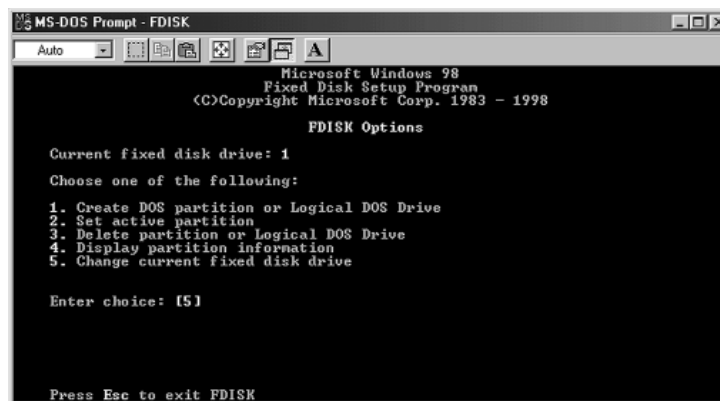 MS-DOS Prompt - FDISK
Auto
A
Microsoft Windows 98
Fixed Disk Setup Program
(C)Copyright Microsoft Corp. 1983 - 1998
FDISK Options
Current fixed disk drive: 1
Choose one of the following:
1. Create DOS partition or Logical DOS Drive
2. Set active partition
3. Delete partition or Logical DOS Drive
4. Display partition information
5. Change current fixed disk drive
Enter choice: [5]
Press Esc to exit FDISK